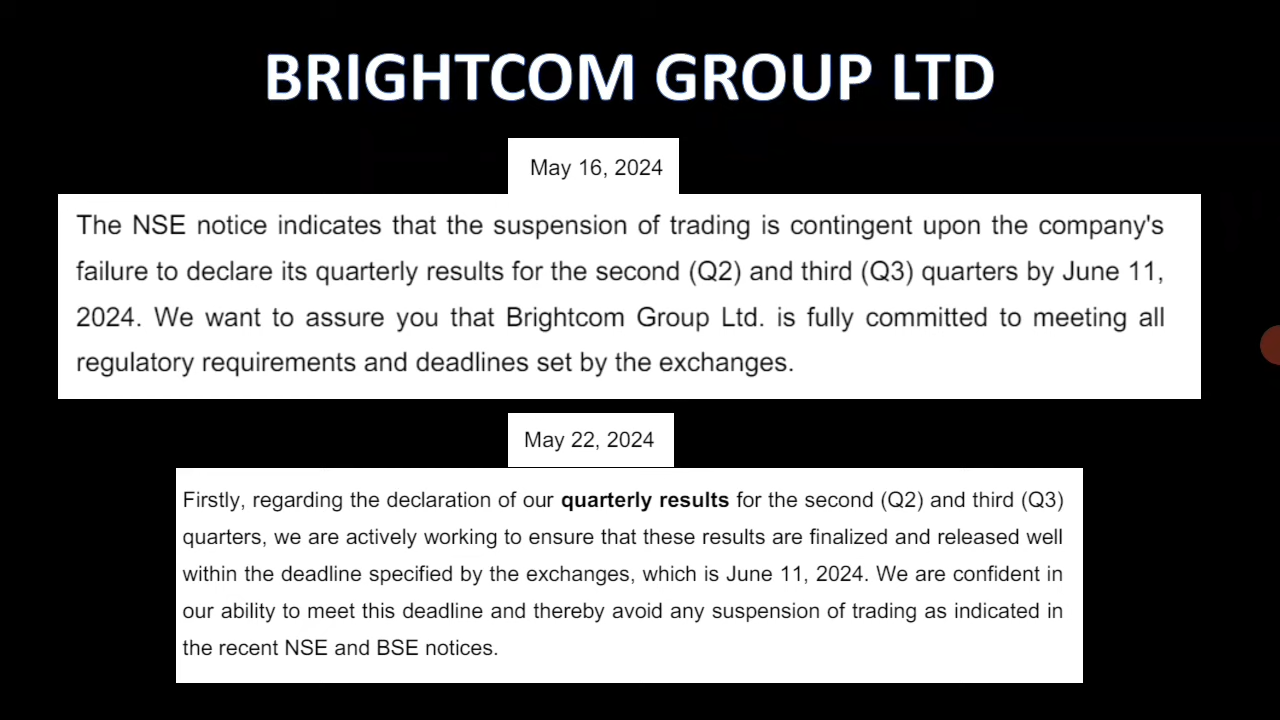 BRIGHTCOM GROUP LTD
May 16, 2024
The NSE notice indicates that the suspension of trading is contingent upon the company's
failure to declare its quarterly results for the second (Q2) and third (Q3) quarters by June 11,
2024. We want to assure you that Brightcom Group Ltd. is fully committed to meeting all
regulatory requirements and deadlines set by the exchanges.
May 22, 2024
Firstly, regarding the declaration of our quarterly results for the second (Q2) and third (Q3)
quarters, we are actively working to ensure that these results are finalized and released well
within the deadline specified by the exchanges, which is June 11, 2024. We are confident in
our ability to meet this deadline and thereby avoid any suspension of trading as indicated in
the recent NSE and BSE notices.